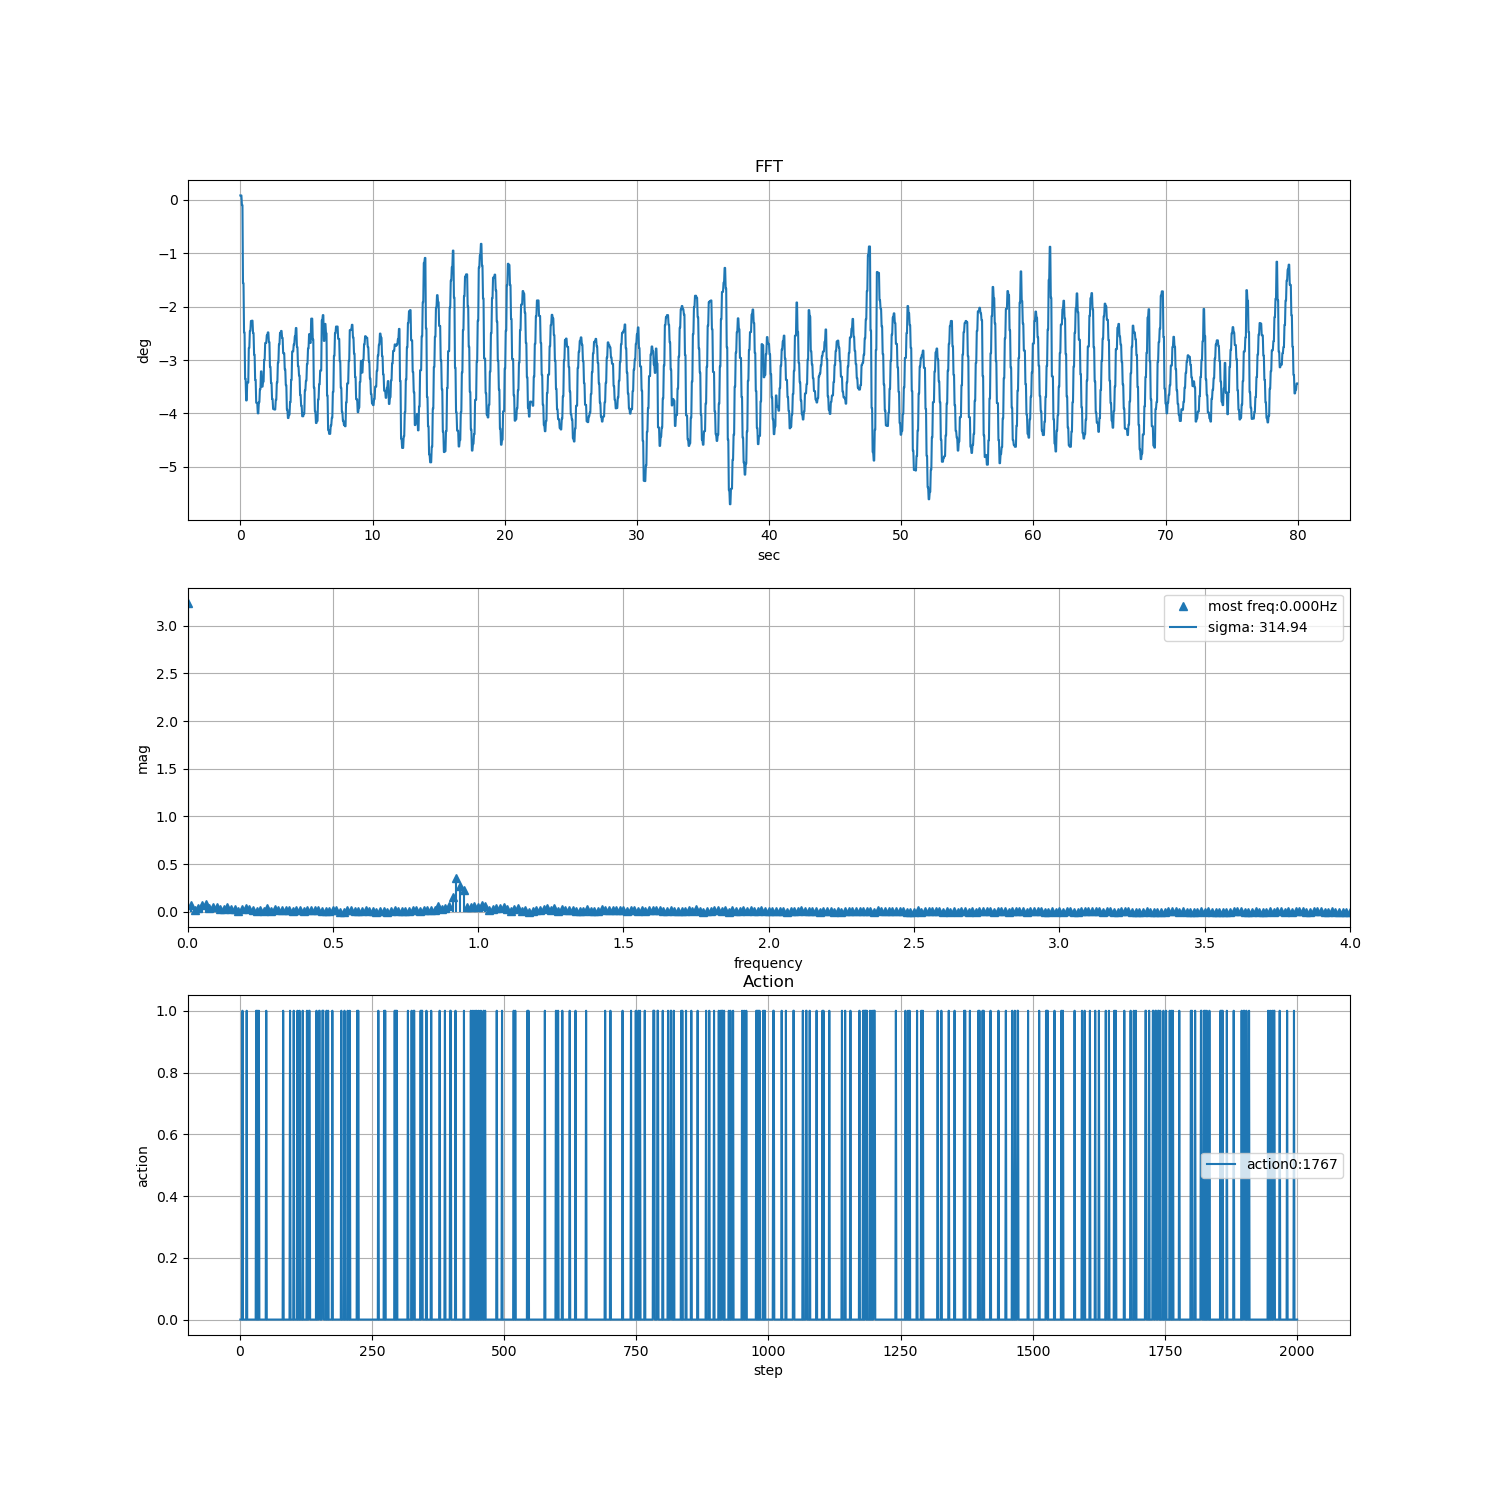 FFT
0
−1
−2
−3
−4
−5
deg
0 10 20 30 40 50 60 70 80
sec
most freq:0.000Hz
sigma: 314.94
3.0
2.5
2.0
1.5
1.0
0.5
0.0
mag
0.0 0.5 1.0 1.5 2.0 2.5 3.0 3.5 4.0
frequency
Action
1.0
0.8
0.6
0.4
0.2
0.0
action
action0:1767
0 250 500 750 1000 1250 1500 1750 2000
step